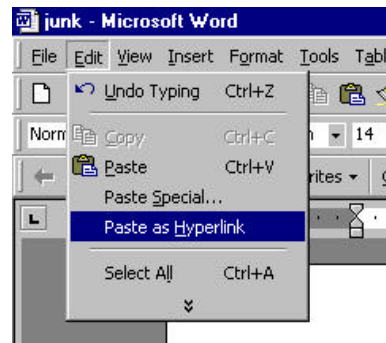 junk - Microsoft Word
File Edit View Insert Format Tools
Undo Typing Ctrl+Z
Copy Ctrl+C
14
Paste Ctrl+V
Paste Special...
Paste as Hyperlink
Select All Ctrl+A